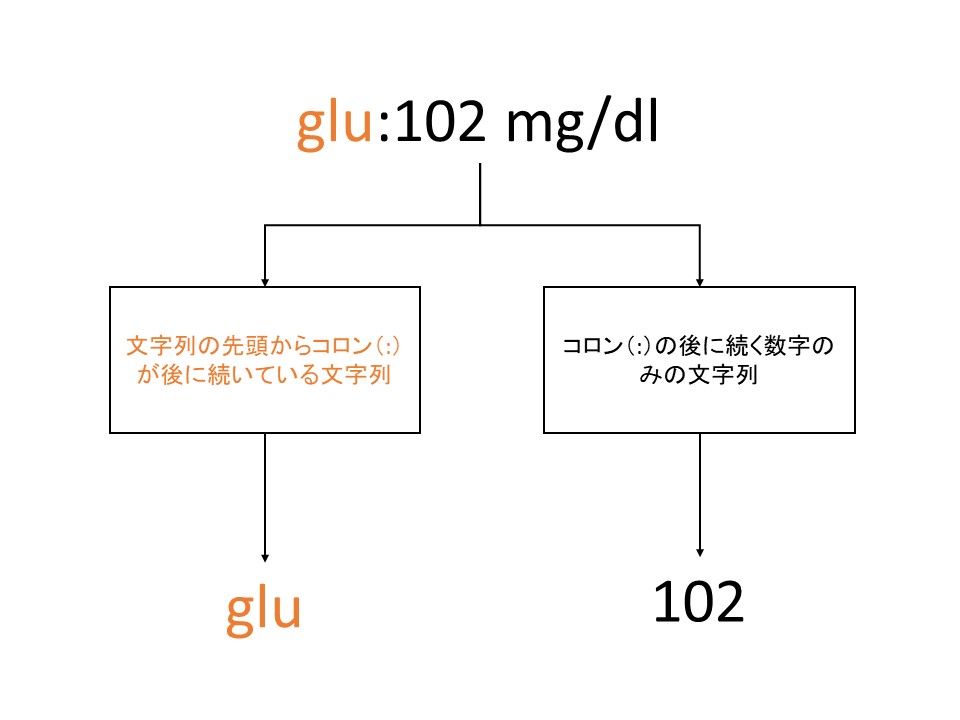 glu:102 mg/dl
文字列の先頭からコロン（:）
が後に続いている文字列
コロン（:）の後に続く数字の
みの文字列
glu
102